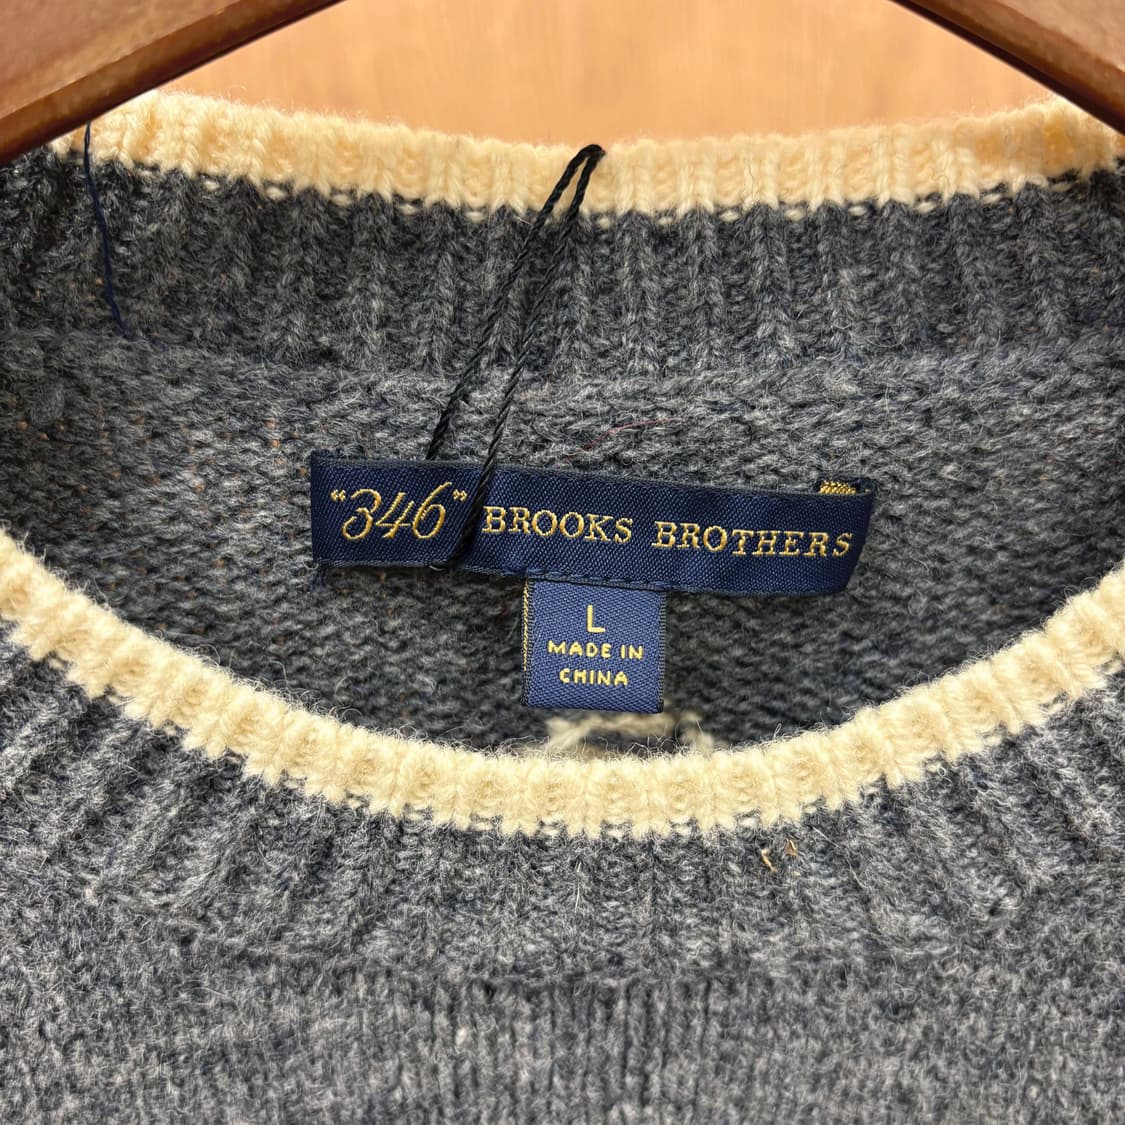 “346” BROOKS BROTHERS
L
MADE IN
CHINA